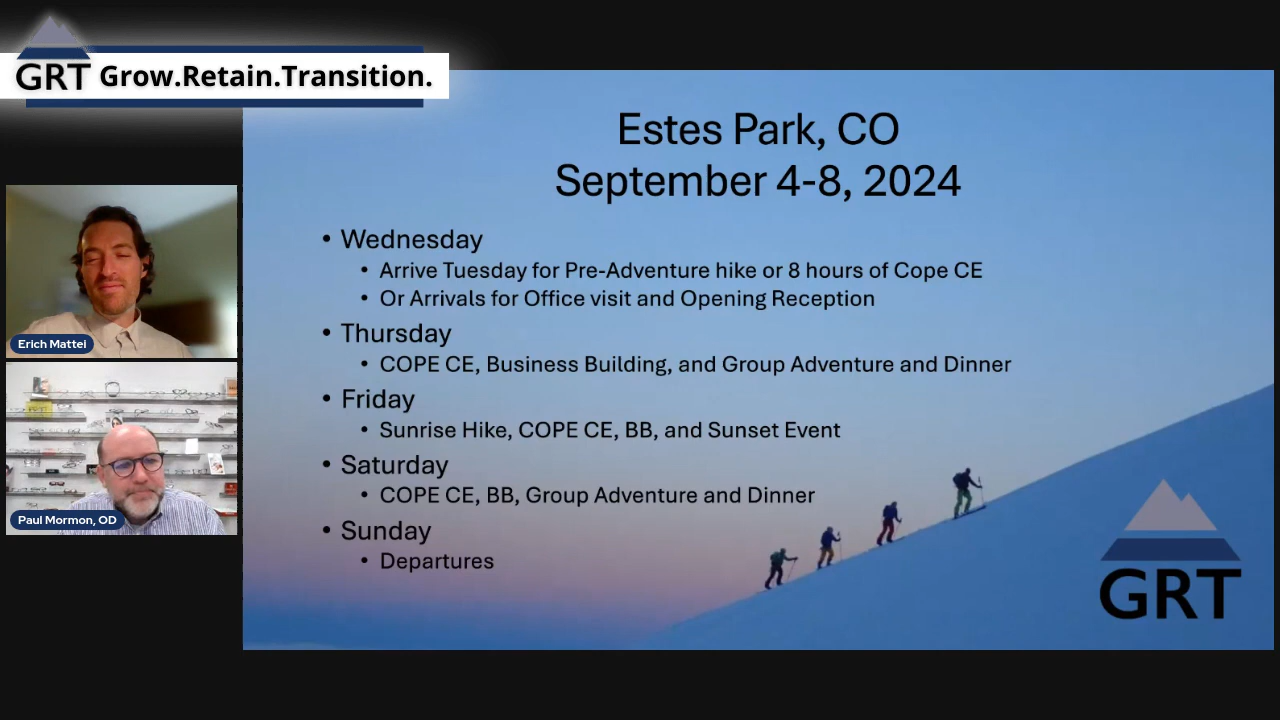 GRT Grow.Retain.Transition.
Estes Park, CO
September 4-8, 2024
• Wednesday
• Arrive Tuesday for Pre-Adventure hike or 8 hours of Cope CE
• Or Arrivals for Office visit and Opening Reception
• Thursday
• COPE CE, Business Building, and Group Adventure and Dinner
• Friday
• Sunrise Hike, COPE CE, BB, and Sunset Event
• Saturday
• COPE CE, BB, Group Adventure and Dinner
• Sunday
• Departures
GRT
Erich Mattei
Paul Mormon, OD